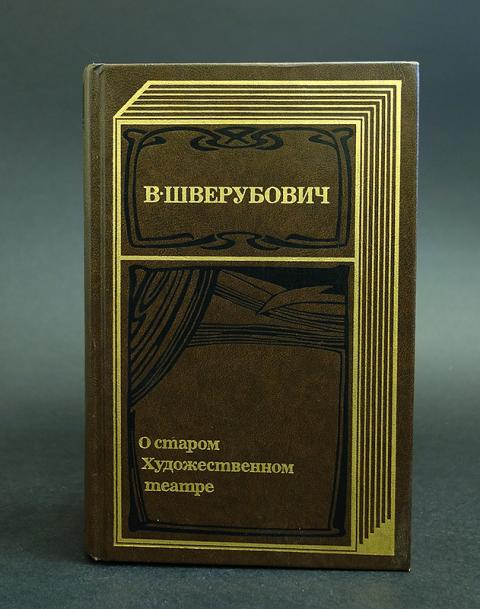 В·ШВЕРУБОВИЧ
О старом
Художественном
театре